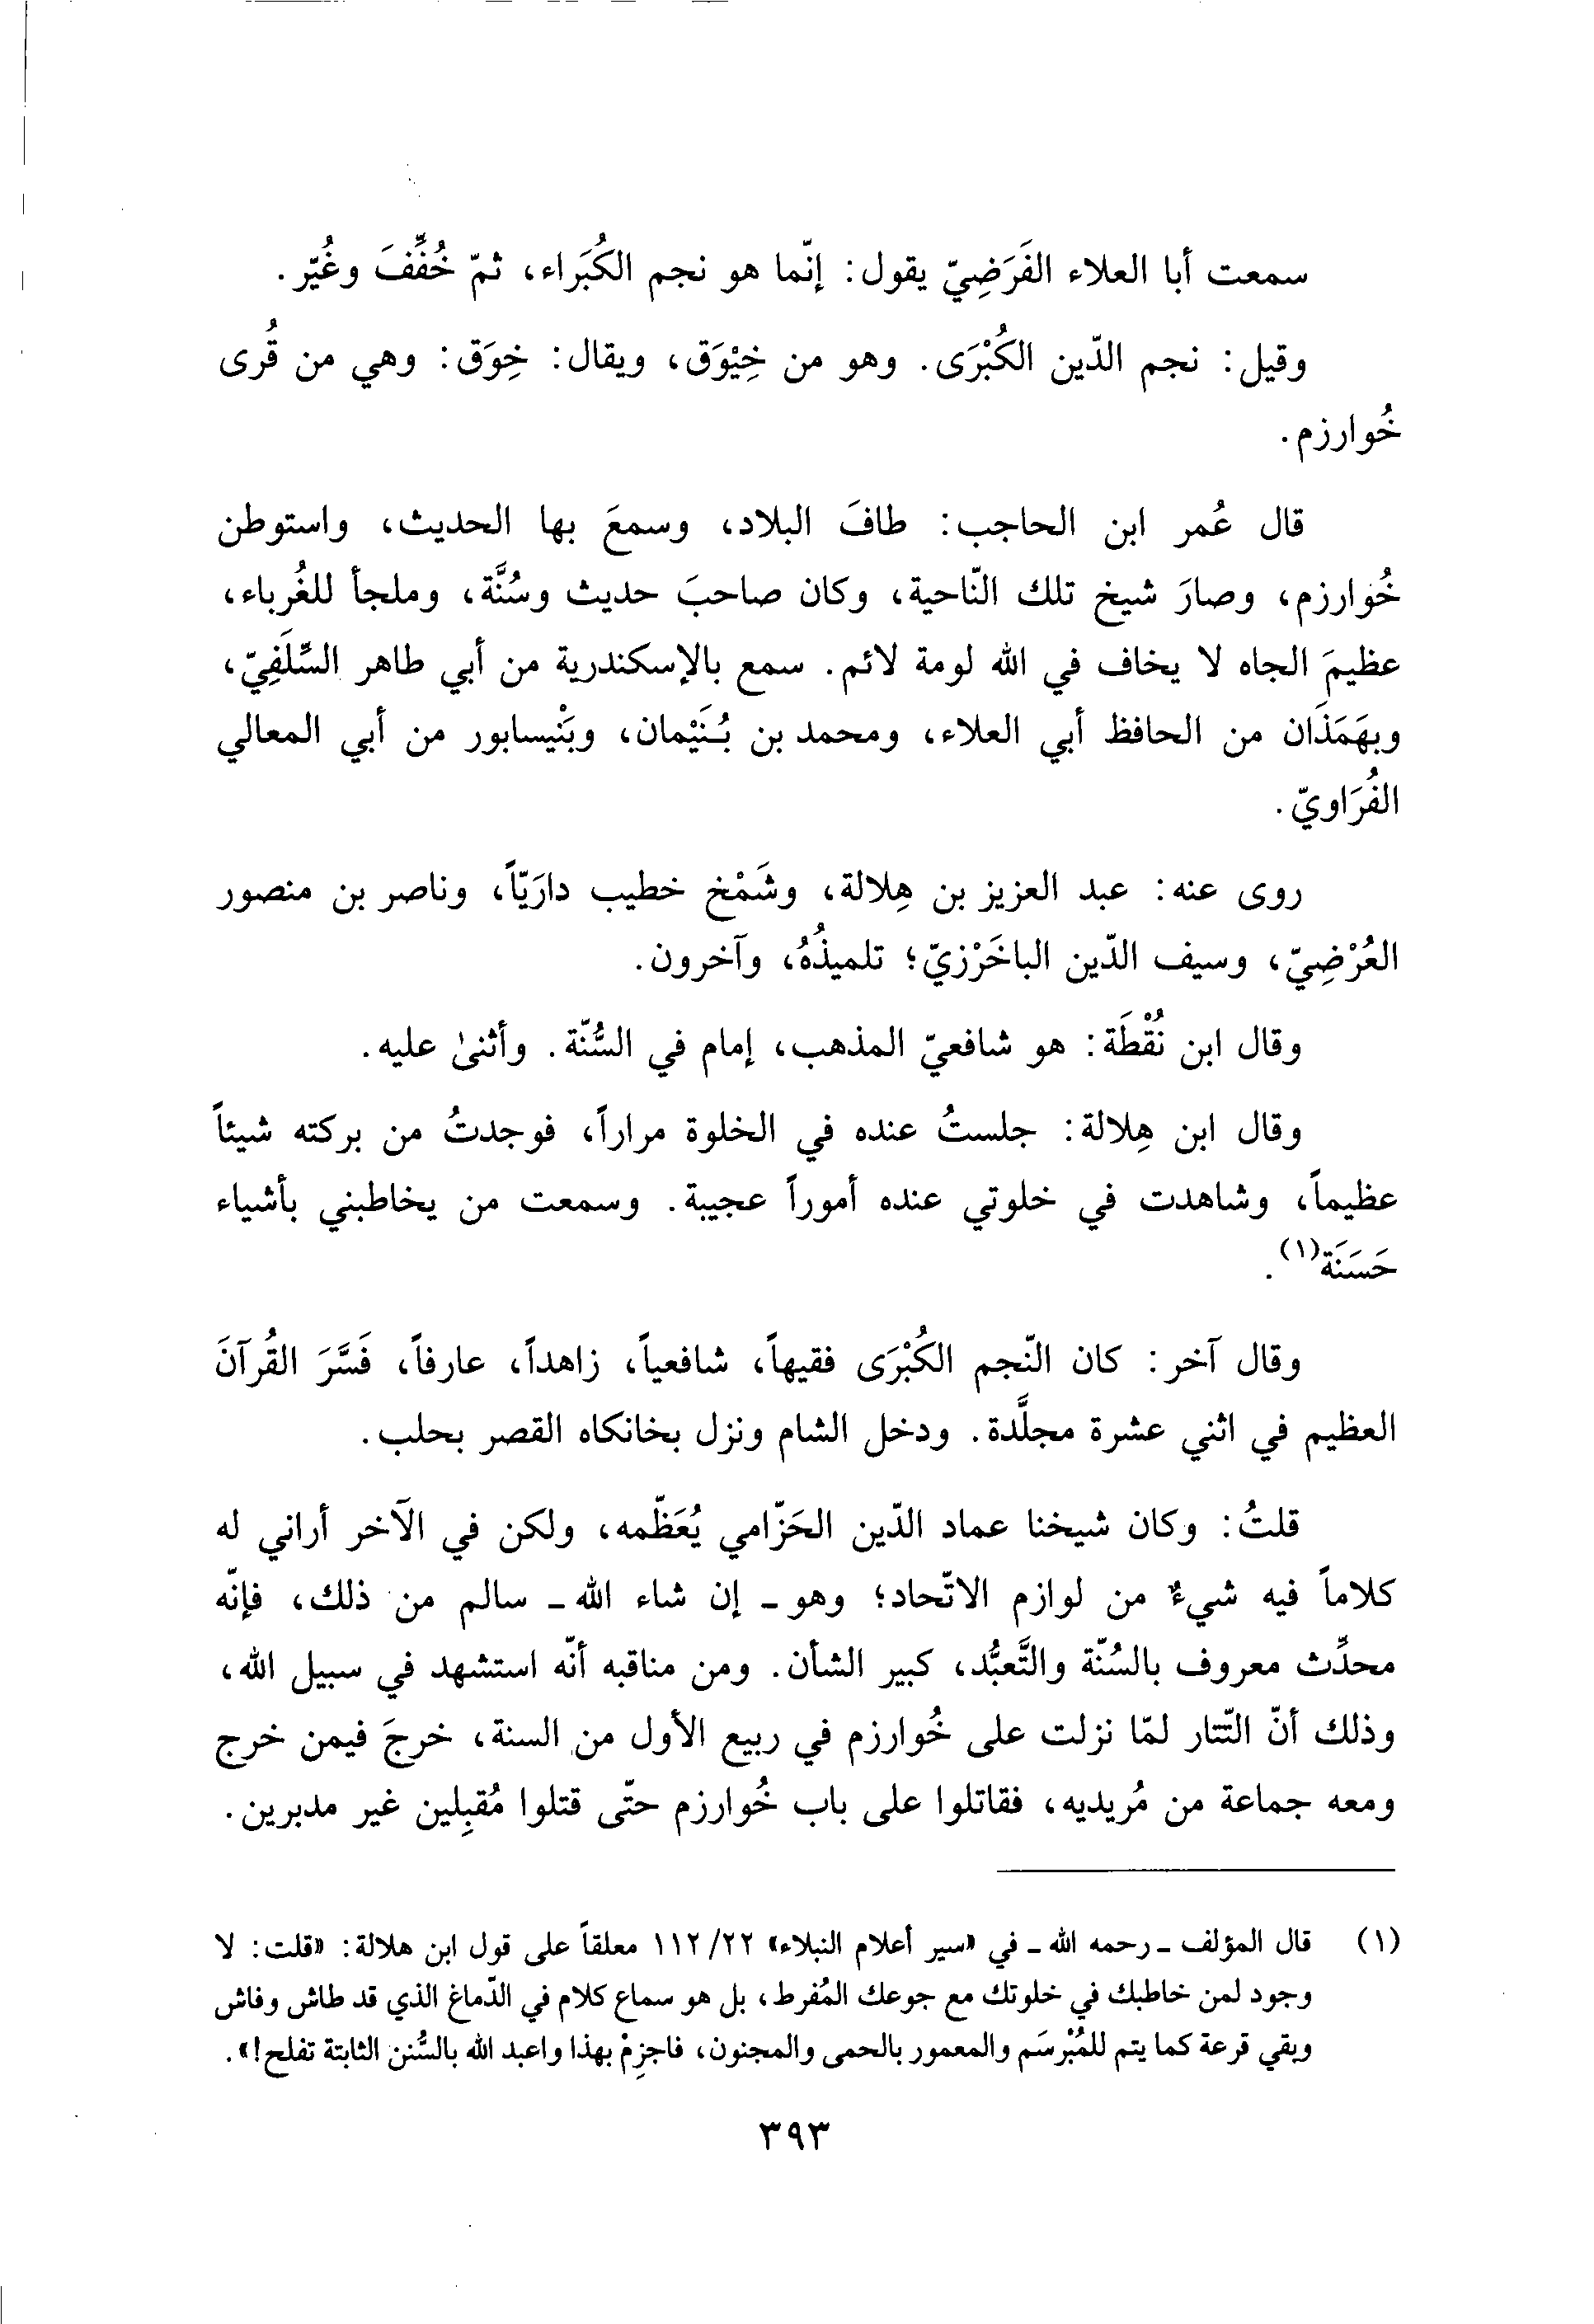 سمعت أبا العلاء الفَرَضِيّ يقول: إنّما هو نجم الكُبَراء، ثمّ خُفِّفَ وغُيّر.
وقيل: نجم الدّين الكُبْرَى. وهو من خِيْوَق، ويقال: خِوَق: وهي من قُرى
خُوارزم.
قال عُمر ابن الحاجب: طافَ البلاد، وسمعَ بها الحديث، واستوطن
خُوارزم، وصارَ شيخ تلك النّاحية، وكان صاحبَ حديث وسُنَّة، وملجأ للغُرباء،
عظيمَ الجاه لا يخاف في الله لومة لائم. سمع بالإسكندرية من أبي طاهر السِّلَفِيّ،
وبهَمَذَان من الحافظ أبي العلاء، ومحمد بن بُنَيْمان، وبَنْيسابور من أبي المعالي
الفُرَاويّ.
روى عنه: عبد العزيز بن هِلالة، وشَمْخ خطيب دارَيّاً، وناصر بن منصور
العُرْضِيّ، وسيف الدّين الباخَرْزيّ؛ تلميذُهُ، وآخرون.
وقال ابن نُقْطَة: هو شافعيّ المذهب، إمام في السُّنّة. وأثنىٰ عليه.
وقال ابن هِلالة: جلستُ عنده في الخلوة مراراً، فوجدتُ من بركته شيئاً
عظيماً، وشاهدت في خلوتي عنده أموراً عجيبة. وسمعت من يخاطبني بأشياء
حَسَنَة(١).
وقال آخر: كان النّجم الكُبْرَى فقيهاً، شافعياً، زاهداً، عارفاً، فَسَّرَ القُرآنَ
العظيم في اثني عشرة مجلَّدة. ودخل الشام ونزل بخانكاه القصر بحلب.
قلتُ: وكان شيخنا عماد الدّين الحَزّامي يُعَظّمه، ولكن في الآخر أراني له
كلاماً فيه شيءٌ من لوازم الاتّحاد؛ وهو ـ إن شاء الله ـ سالم من ذلك، فإنّه
محدِّث معروف بالسُنّة والتَّعبُّد، كبير الشأن. ومن مناقبه أنّه استشهد في سبيل الله،
وذلك أنّ التّتار لمّا نزلت على خُوارزم في ربيع الأول من السنة، خرجَ فيمن خرج
ومعه جماعة من مُريديه، فقاتلوا على باب خُوارزم حتّى قتلوا مُقبِلين غير مدبرين.
(١) قال المؤلف ـ رحمه الله ـ في «سير أعلام النبلاء» ٢٢/ ١١٢ معلقاً على قول ابن هلالة: «قلت: لا
وجود لمن خاطبك في خلوتك مع جوعك المُفرط، بل هو سماع كلام في الدّماغ الذي قد طاش وفاش
وبقي قرعة كما يتم للمُبْرسَم والمعمور بالحمى والمجنون، فاجزِمْ بهذا واعبد الله بالسُّنن الثابتة تفلح!».
٣٩٣